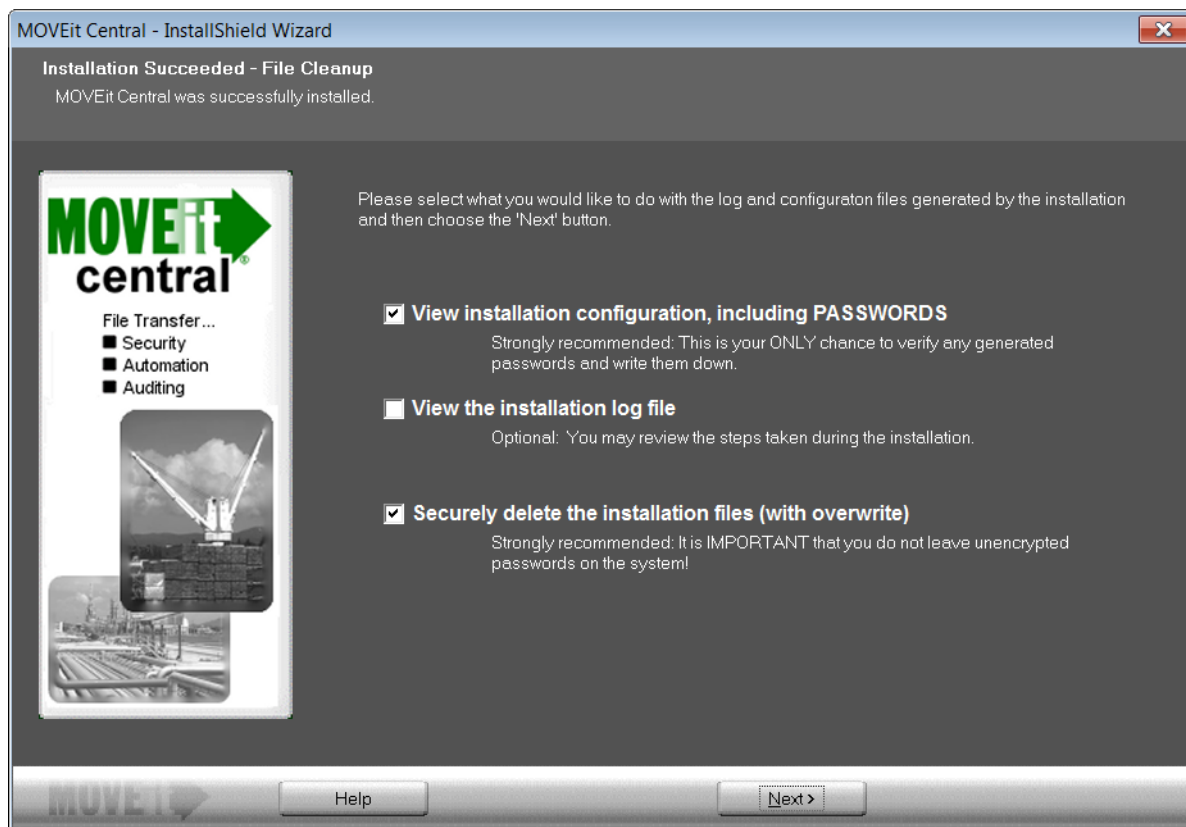 MOVEit Central - InstallShield Wizard
Installation Succeeded - File Cleanup
MOVEit Central was successfully installed.
MOVEit
central®
File Transfer...
Security
Automation
Auditing
Please select what you would like to do with the log and configuraton files generated by the installation
and then choose the 'Next' button.
View installation configuration, including PASSWORDS
Strongly recommended: This is your ONLY chance to verify any generated
passwords and write them down.
View the installation log file
Optional: You may review the steps taken during the installation.
Securely delete the installation files (with overwrite)
Strongly recommended: It is IMPORTANT that you do not leave unencrypted
passwords on the system!
MOVEit
Help
Next >